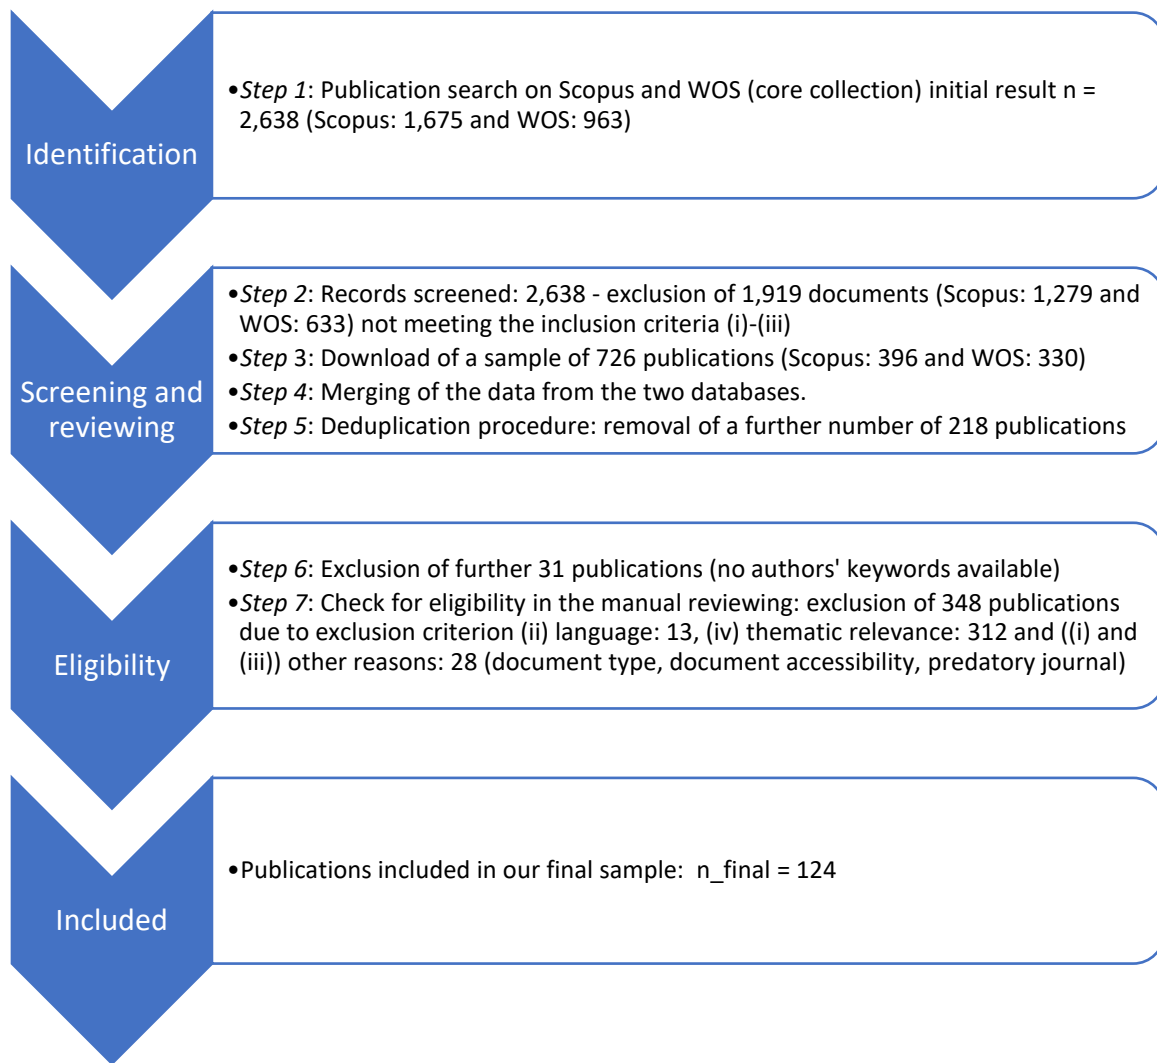 Identification
•Step 1: Publication search on Scopus and WOS (core collection) initial result n =
2,638 (Scopus: 1,675 and WOS: 963)
Screening and
reviewing
•Step 2: Records screened: 2,638 - exclusion of 1,919 documents (Scopus: 1,279 and
WOS: 633) not meeting the inclusion criteria (i)-(iii)
•Step 3: Download of a sample of 726 publications (Scopus: 396 and WOS: 330)
•Step 4: Merging of the data from the two databases.
•Step 5: Deduplication procedure: removal of a further number of 218 publications
Eligibility
•Step 6: Exclusion of further 31 publications (no authors' keywords available)
•Step 7: Check for eligibility in the manual reviewing: exclusion of 348 publications
due to exclusion criterion (ii) language: 13, (iv) thematic relevance: 312 and ((i) and
(iii)) other reasons: 28 (document type, document accessibility, predatory journal)
Included
•Publications included in our final sample: n_final = 124